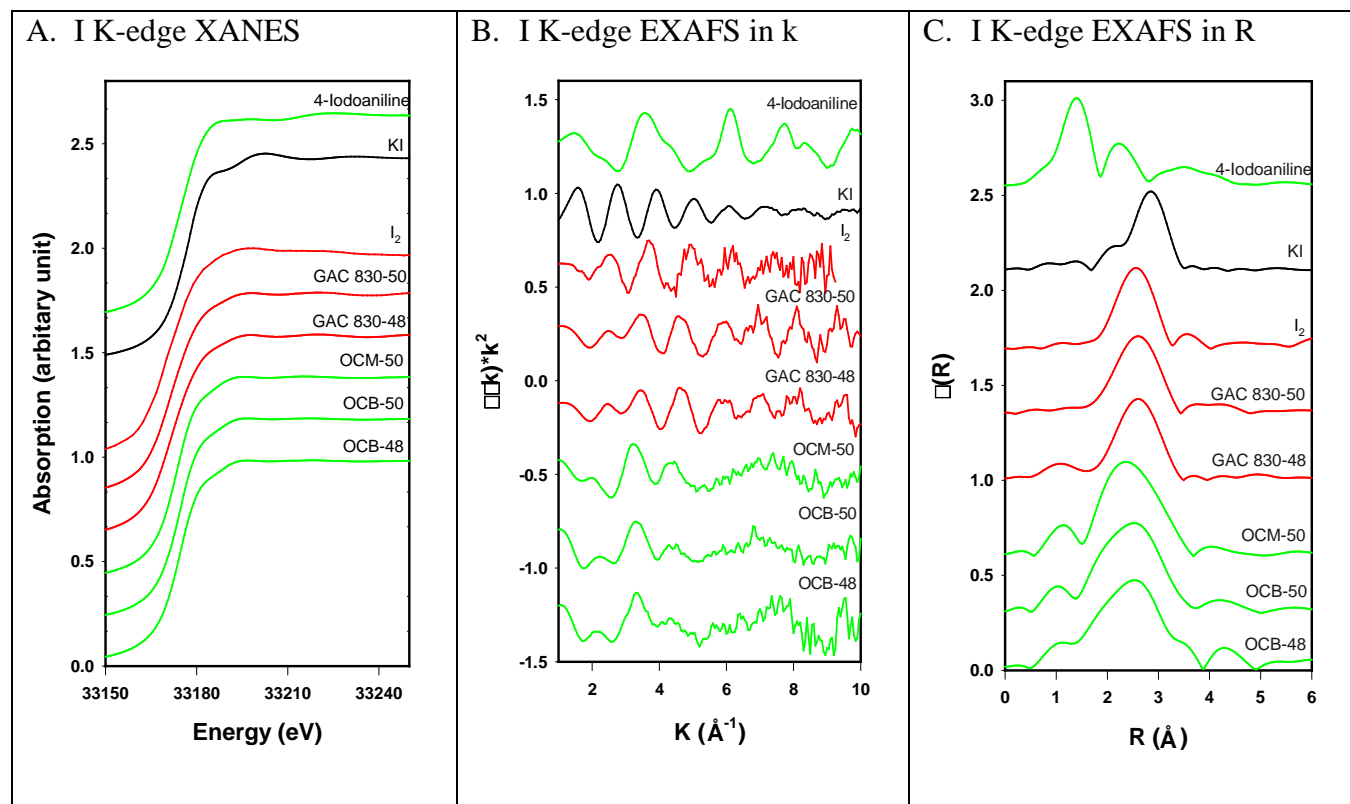 A. I K-edge XANES
Absorption (arbitary unit)
2.5
2.0
1.5
1.0
0.5
0.0
4-Iodoaniline
KI
I2
GAC 830-50
GAC 830-48
OCM-50
OCB-50
OCB-48
33150 33180 33210 33240
Energy (eV)
B. I K-edge EXAFS in k
□□k)*k²
1.5
1.0
0.5
0.0
-0.5
-1.0
-1.5
4-Iodoaniline
KI
I2
GAC 830-50
GAC 830-48
OCM-50
OCB-50
OCB-48
2 4 6 8 10
K (Å⁻¹)
C. I K-edge EXAFS in R
□(R)
3.0
2.5
2.0
1.5
1.0
0.5
0.0
4-Iodoaniline
KI
I2
GAC 830-50
GAC 830-48
OCM-50
OCB-50
OCB-48
0 1 2 3 4 5 6
R (Å)